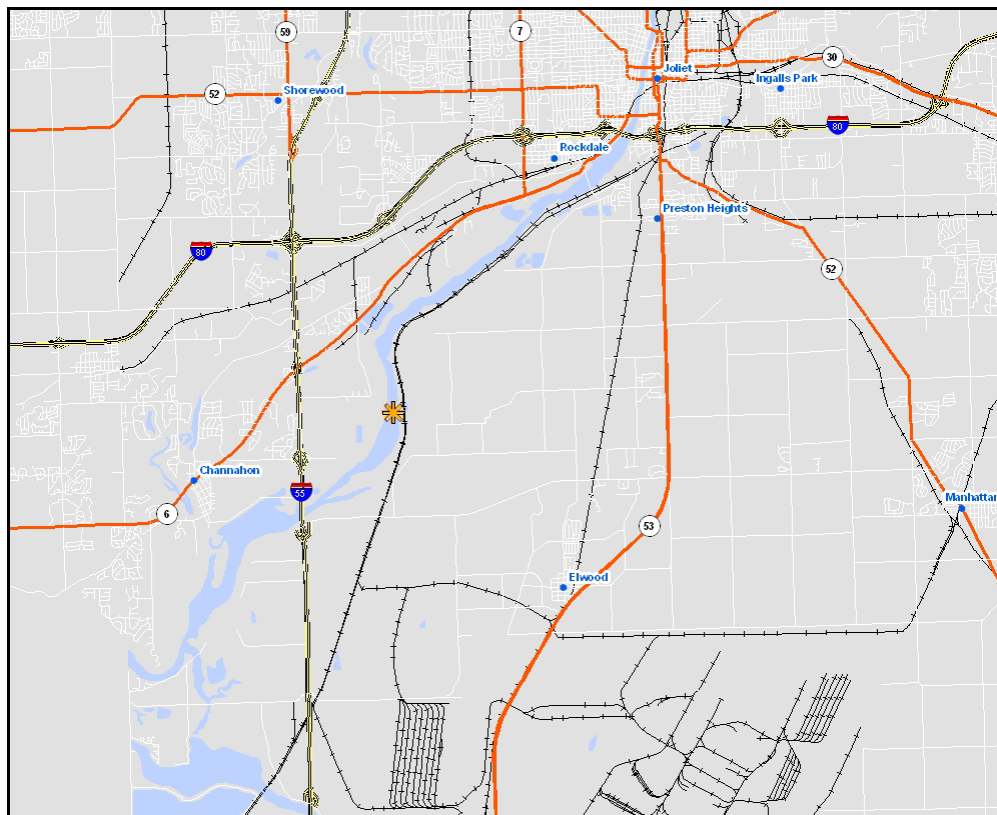 59
7
30
Joliet
Ingalls Park
52
Shorewood
80
Rockdale
Preston Heights
80
52
Channahon
55
6
53
Manhattan
Elwood